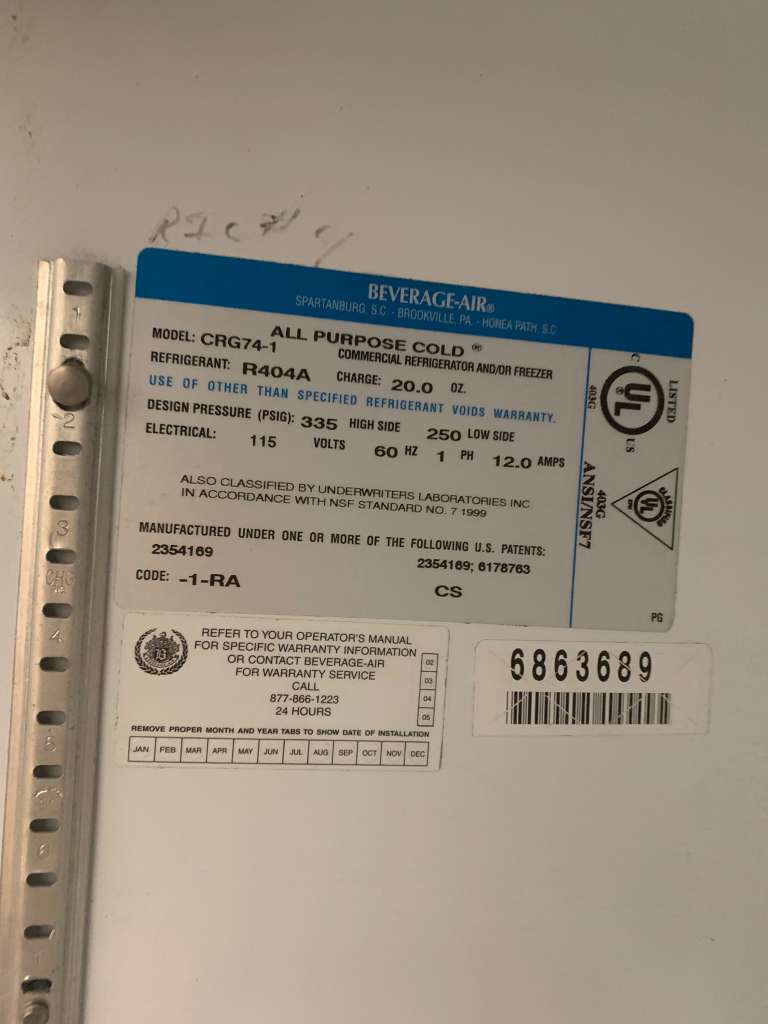 BEVERAGE-AIR®
SPARTANBURG, S.C. - BROOKVILLE, PA. - HONEA PATH, S.C.
ALL PURPOSE COLD ®
MODEL: CRG74-1 COMMERCIAL REFRIGERATOR AND/OR FREEZER
REFRIGERANT: R404A CHARGE: 20.0 OZ.
USE OF OTHER THAN SPECIFIED REFRIGERANT VOIDS WARRANTY.
DESIGN PRESSURE (PSIG): 335 HIGH SIDE 250 LOW SIDE
ELECTRICAL: 115 VOLTS 60 HZ 1 PH 12.0 AMPS
ALSO CLASSIFIED BY UNDERWRITERS LABORATORIES INC
IN ACCORDANCE WITH NSF STANDARD NO. 7 1999
MANUFACTURED UNDER ONE OR MORE OF THE FOLLOWING U.S. PATENTS:
2354169 2354169; 6178763
CODE: -1-RA CS
C UL ® US
LISTED
403G
CLASSIFIED
UL
403G
ANSI/NSF7
PG
REFER TO YOUR OPERATOR'S MANUAL
FOR SPECIFIC WARRANTY INFORMATION
OR CONTACT BEVERAGE-AIR
FOR WARRANTY SERVICE
CALL
877-866-1223
24 HOURS
02
03
04
05
REMOVE PROPER MONTH AND YEAR TABS TO SHOW DATE OF INSTALLATION
JAN FEB MAR APR MAY JUN JUL AUG SEP OCT NOV DEC
6863689
1
2
3
CHG
4
5
6